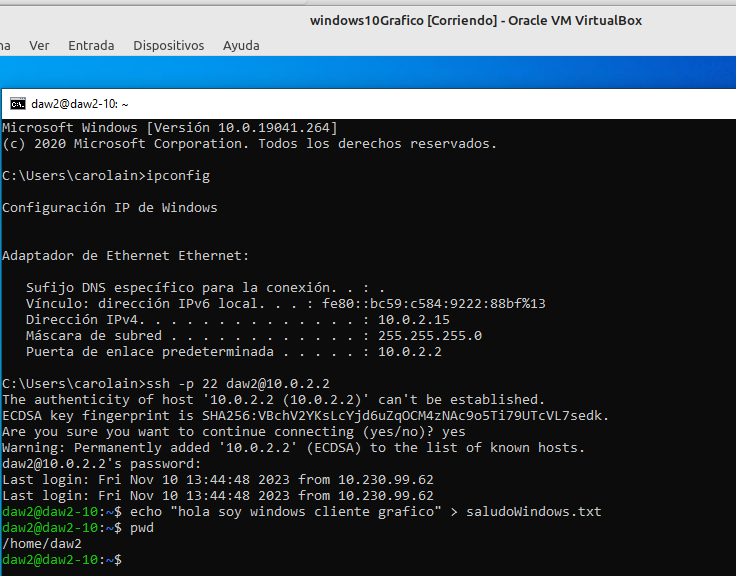 windows10Grafico [Corriendo] - Oracle VM VirtualBox
na Ver Entrada Dispositivos Ayuda
daw2@daw2-10: ~
Microsoft Windows [Versión 10.0.19041.264]
(c) 2020 Microsoft Corporation. Todos los derechos reservados.
C:\Users\carolain>ipconfig
Configuración IP de Windows
Adaptador de Ethernet Ethernet:
Sufijo DNS específico para la conexión. . : .
Vínculo: dirección IPv6 local. . . : fe80::bc59:c584:9222:88bf%13
Dirección IPv4. . . . . . . . . . . . . . : 10.0.2.15
Máscara de subred . . . . . . . . . . . . : 255.255.255.0
Puerta de enlace predeterminada . . . . . : 10.0.2.2
C:\Users\carolain>ssh -p 22 daw2@10.0.2.2
The authenticity of host '10.0.2.2 (10.0.2.2)' can't be established.
ECDSA key fingerprint is SHA256:VBchV2YKsLcYjd6uZqOCM4zNAc9o5Ti79UTcVL7sedk.
Are you sure you want to continue connecting (yes/no)? yes
Warning: Permanently added '10.0.2.2' (ECDSA) to the list of known hosts.
daw2@10.0.2.2's password:
Last login: Fri Nov 10 13:44:48 2023 from 10.230.99.62
Last login: Fri Nov 10 13:44:48 2023 from 10.230.99.62
daw2@daw2-10:~$ echo "hola soy windows cliente grafico" > saludoWindows.txt
daw2@daw2-10:~$ pwd
/home/daw2
daw2@daw2-10:~$